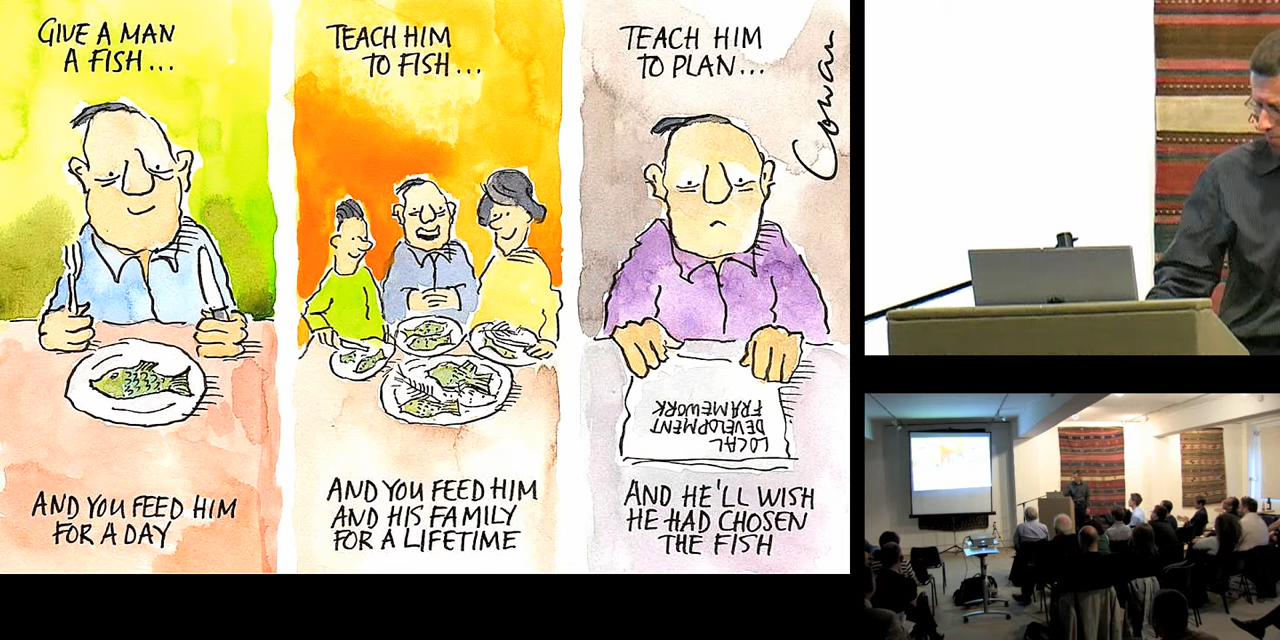 GIVE A MAN
A FISH...
AND YOU FEED HIM
FOR A DAY
TEACH HIM
TO FISH...
AND YOU FEED HIM
AND HIS FAMILY
FOR A LIFETIME
TEACH HIM
TO PLAN...
Cowan
LOCAL
DEVELOPMENT
FRAMEWORK
AND HE'LL WISH
HE HAD CHOSEN
THE FISH